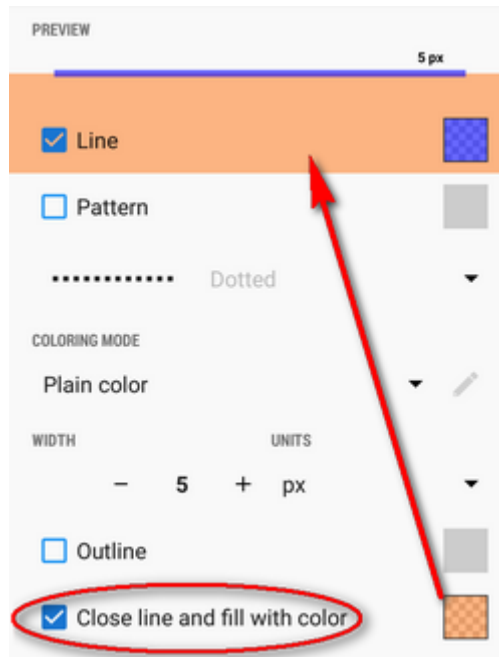 PREVIEW
5 px
Line
Pattern
Dotted
COLORING MODE
Plain color
WIDTH UNITS
− 5 + px
Outline
Close line and fill with color